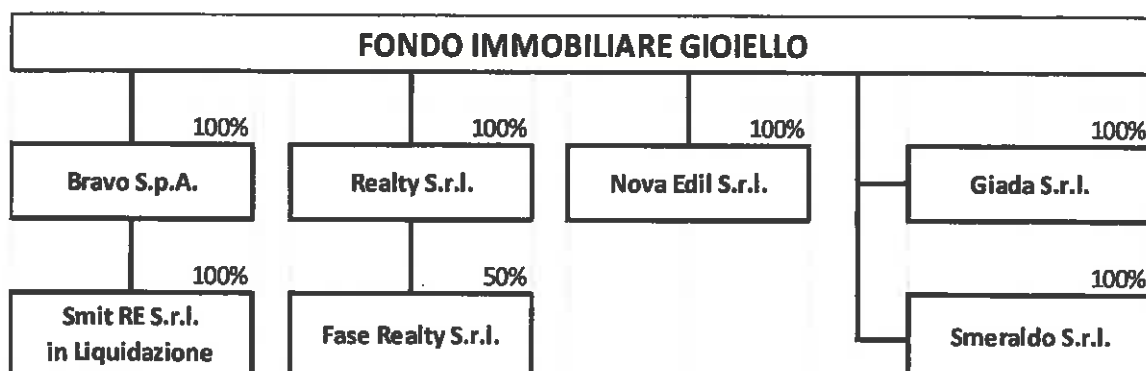 FONDO IMMOBILIARE GIOIELLO
100%
100%
100%
100%
Bravo S.p.A.
Realty S.r.l.
Nova Edil S.r.l.
Giada S.r.l.
100%
50%
100%
Smit RE S.r.l.
in Liquidazione
Fase Realty S.r.l.
Smeraldo S.r.l.